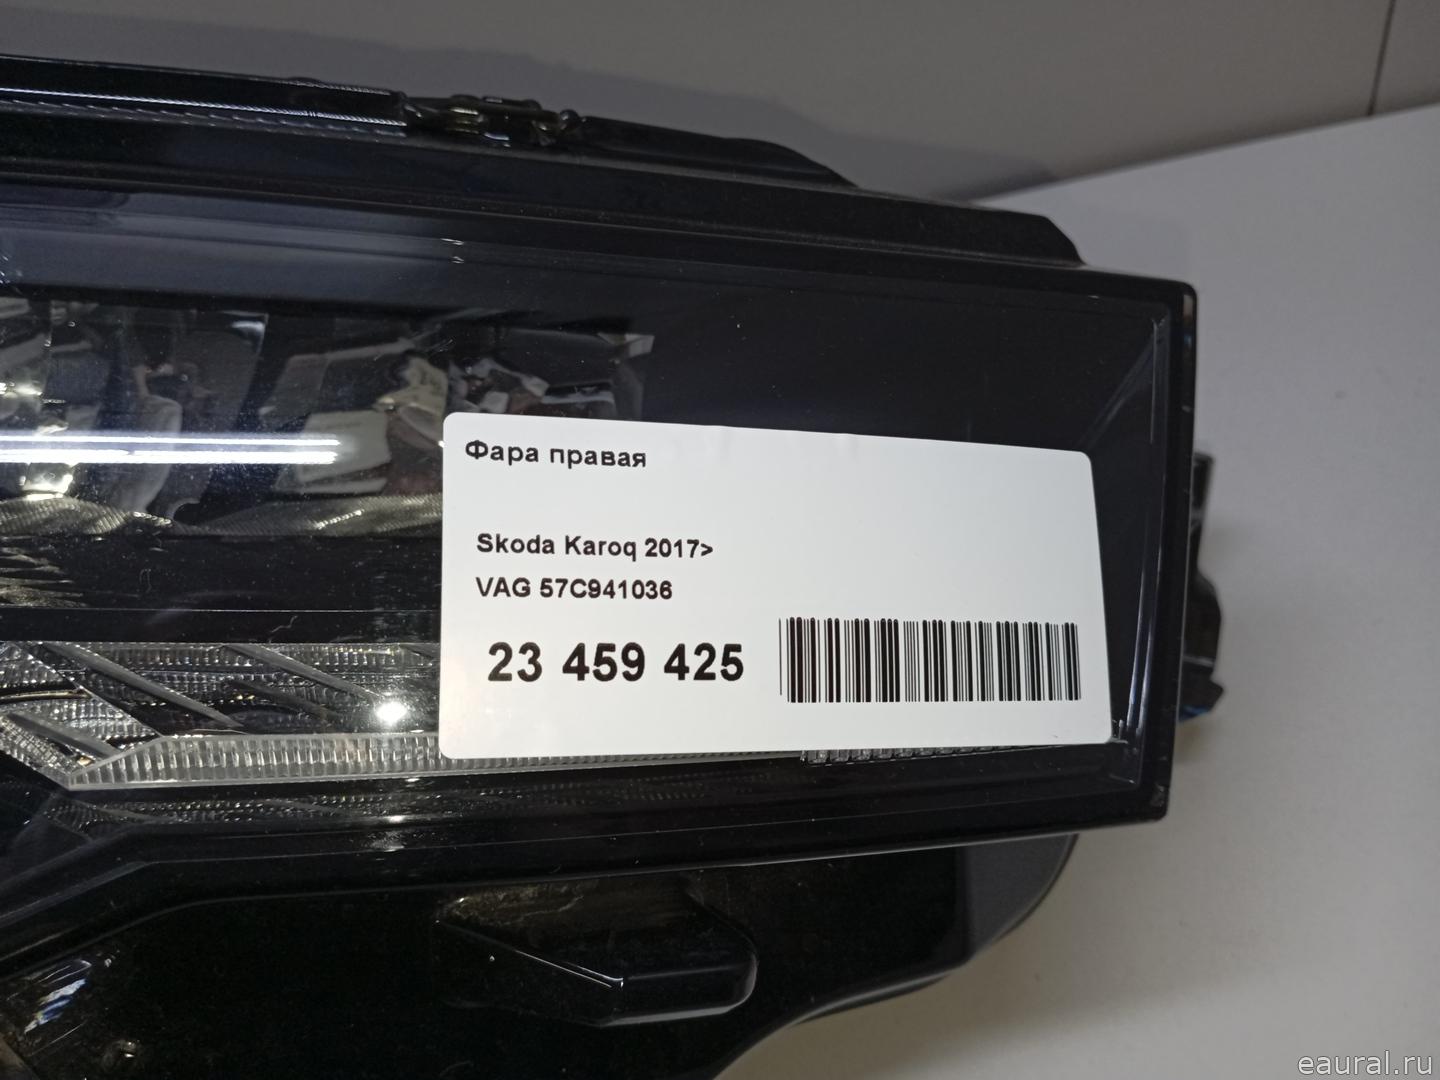 Фара правая
Skoda Karoq 2017>
VAG 57C941036
23 459 425
eaural.ru